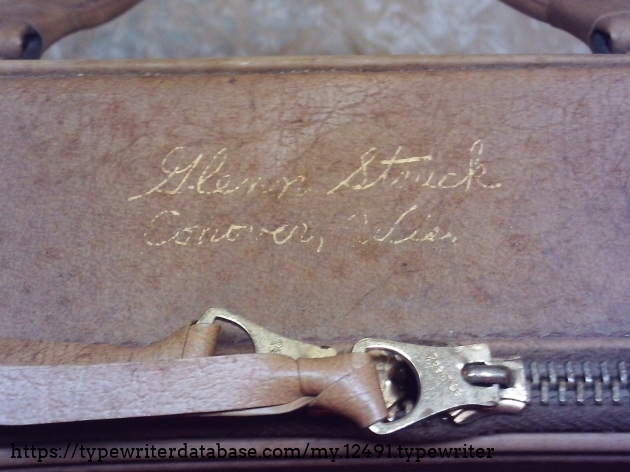 Glenn Struck
Conover, Wis.
https://typewriterdatabase.com/my.12491.typewriter